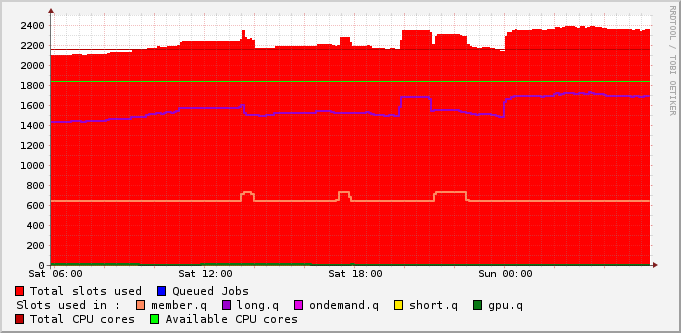 2400
2200
2000
1800
1600
1400
1200
1000
800
600
400
200
0
Sat 06:00 Sat 12:00 Sat 18:00 Sun 00:00
RRDTOOL / TOBI OETIKER
Total slots used Queued Jobs
Slots used in : member.q long.q ondemand.q short.q gpu.q
Total CPU cores Available CPU cores